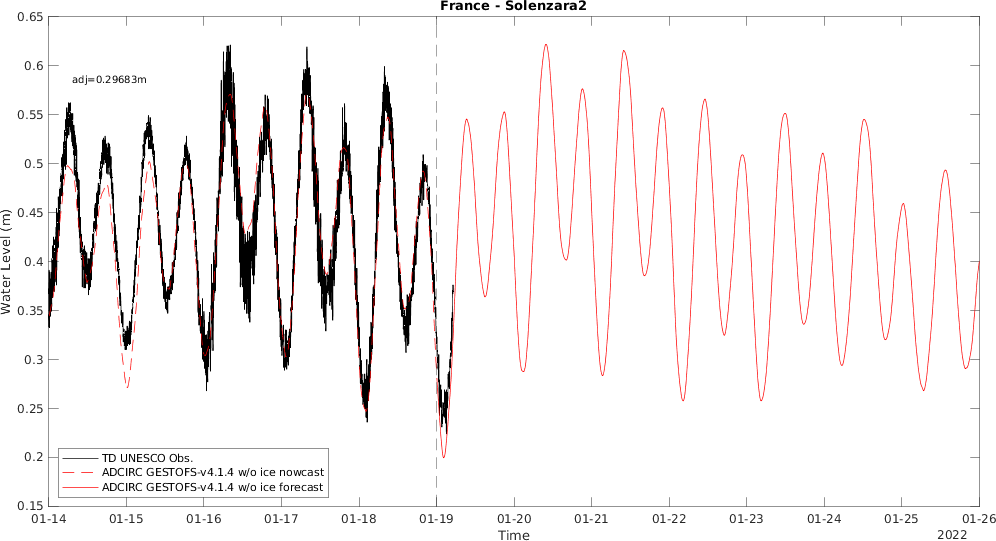 France - Solenzara2
0.65
0.6
0.55
0.5
0.45
0.4
0.35
0.3
0.25
0.2
0.15
Water Level (m)
adj=0.29683m
TD UNESCO Obs.
ADCIRC GESTOFS-v4.1.4 w/o ice nowcast
ADCIRC GESTOFS-v4.1.4 w/o ice forecast
01-14 01-15 01-16 01-17 01-18 01-19 01-20 01-21 01-22 01-23 01-24 01-25 01-26
Time
2022